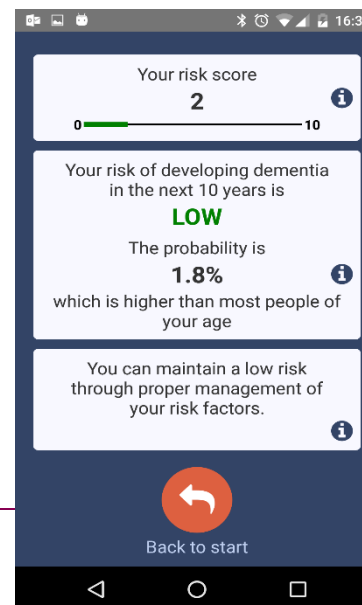 16:3
Your risk score
2
0 10
Your risk of developing dementia
in the next 10 years is
LOW
The probability is
1.8%
which is higher than most people of
your age
You can maintain a low risk
through proper management of
your risk factors.
Back to start